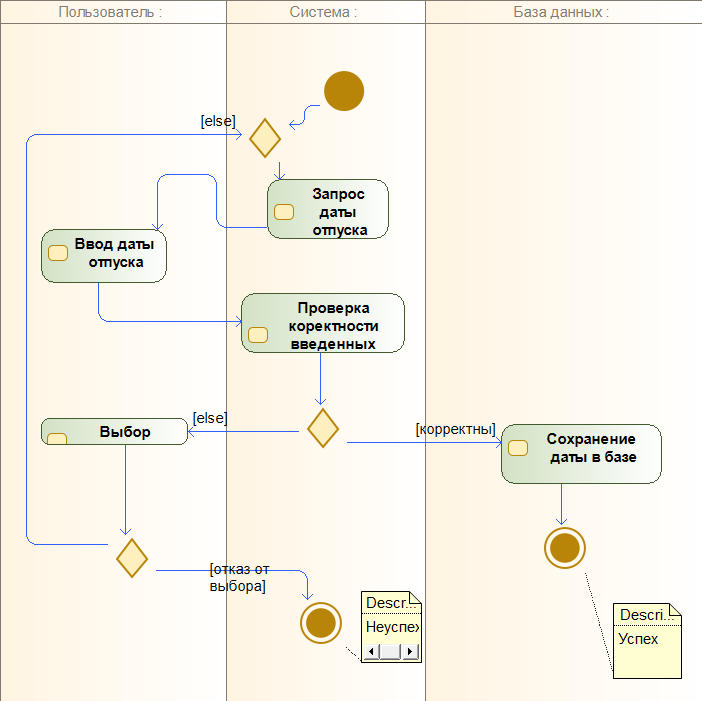 Пользователь :
Система :
База данных :
[else]
Запрос
даты
отпуска
Ввод даты
отпуска
Проверка
коректности
введенных
[else]
[корректны]
Выбор
Сохранение
даты в базе
[отказ от
выбора]
Descr...
Неуспех
Descri...
Успех